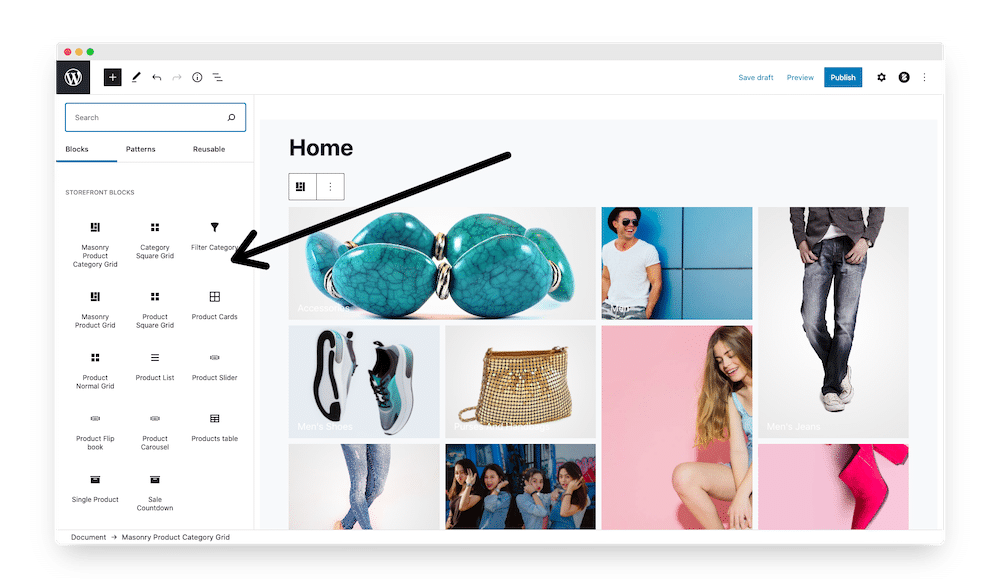 Save draft
Preview
Publish
Search
Blocks
Patterns
Reusable
STOREFRONT BLOCKS
Masonry
Product
Category Grid
Category
Square Grid
Filter Category
Masonry
Product Grid
Product
Square Grid
Product Cards
Product
Normal Grid
Product List
Product Slider
Product Flip
book
Product
Carousel
Products table
Single Product
Sale
Countdown
Home
Accessories
Men
Men's Shoes
Men's Jeans
Document → Masonry Product Category Grid